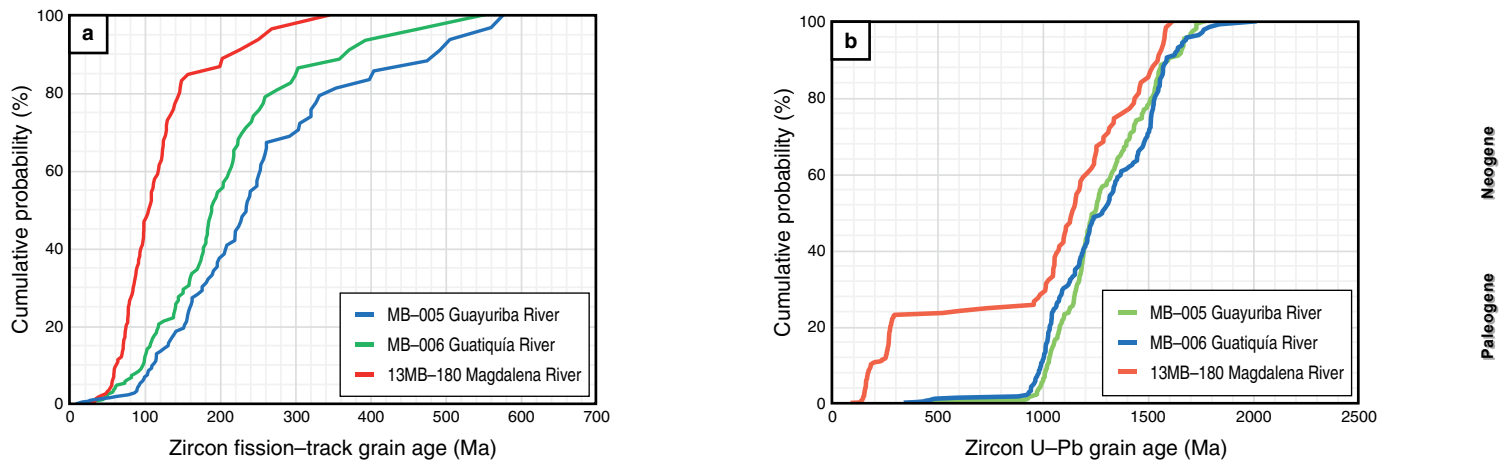 a
Cumulative probability (%)
100
80
60
40
20
0
0 100 200 300 400 500 600 700
Zircon fission–track grain age (Ma)
MB–005 Guayuriba River
MB–006 Guatiquía River
13MB–180 Magdalena River
b
Cumulative probability (%)
100
80
60
40
20
0
0 500 1000 1500 2000 2500
Zircon U–Pb grain age (Ma)
MB–005 Guayuriba River
MB–006 Guatiquía River
13MB–180 Magdalena River
Neogene
Paleogene